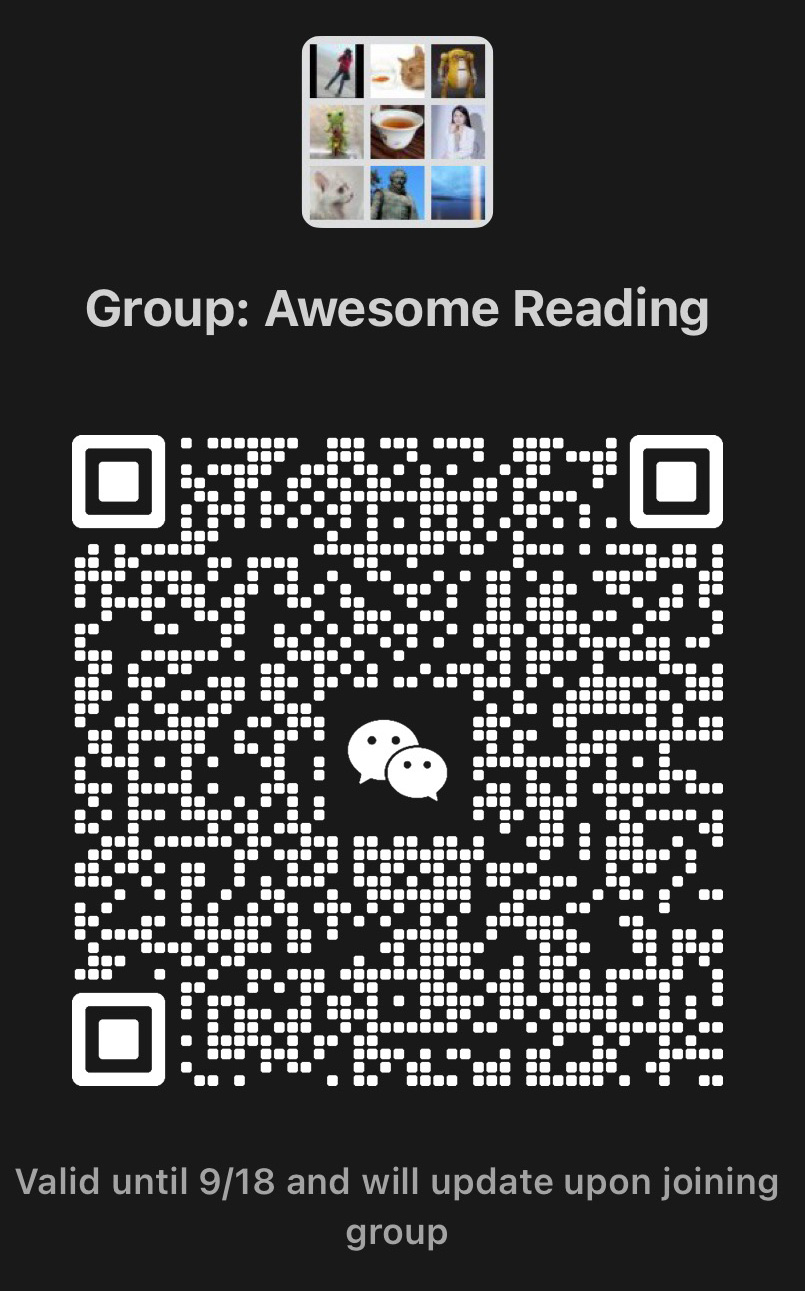 Group: Awesome Reading
Valid until 9/18 and will update upon joining
group